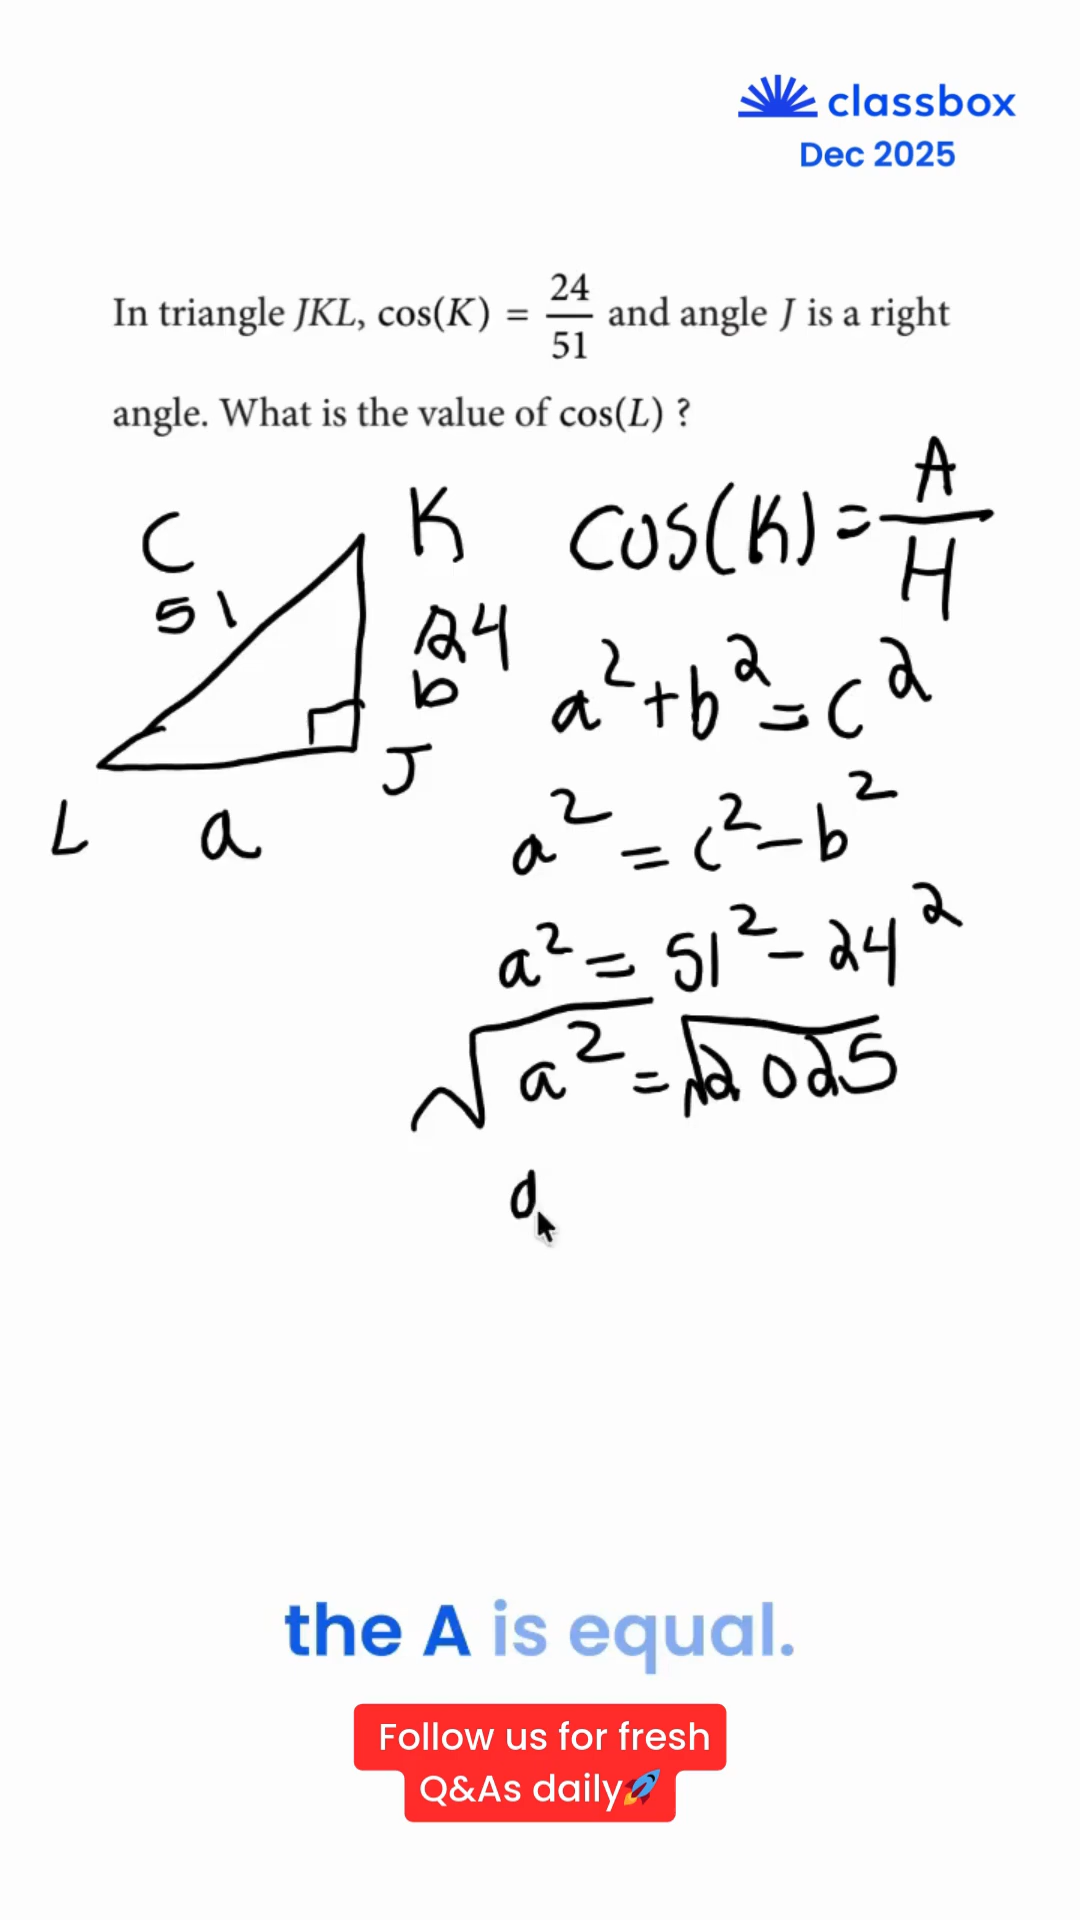 classbox
Dec 2025
In triangle JKL, cos(K) = 24/51 and angle J is a right
angle. What is the value of cos(L) ?
C
51
K
24
b
J
L
a
cos(K) = A/H
a² + b² = c²
a² = c² - b²
a² = 51² - 24²
√a² = √2025
a
the A is equal.
Follow us for fresh
Q&As daily🚀